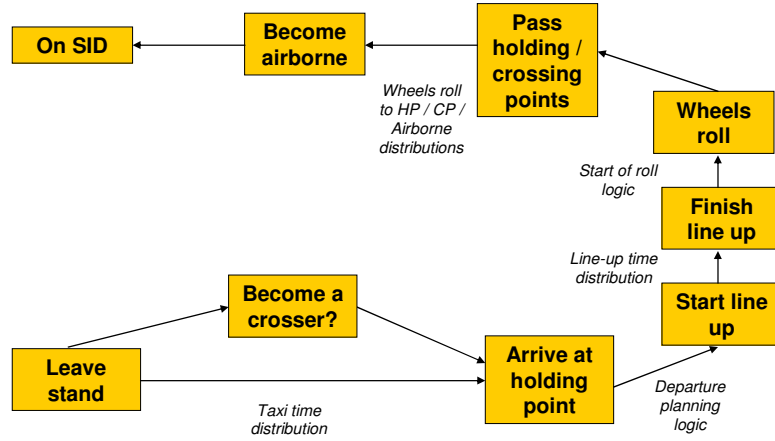 On SID
Become
airborne
Pass
holding /
crossing
points
Wheels roll
to HP / CP /
Airborne
distributions
Wheels
roll
Start of roll
logic
Finish
line up
Line-up time
distribution
Start line
up
Become a
crosser?
Leave
stand
Arrive at
holding
point
Taxi time
distribution
Departure
planning
logic